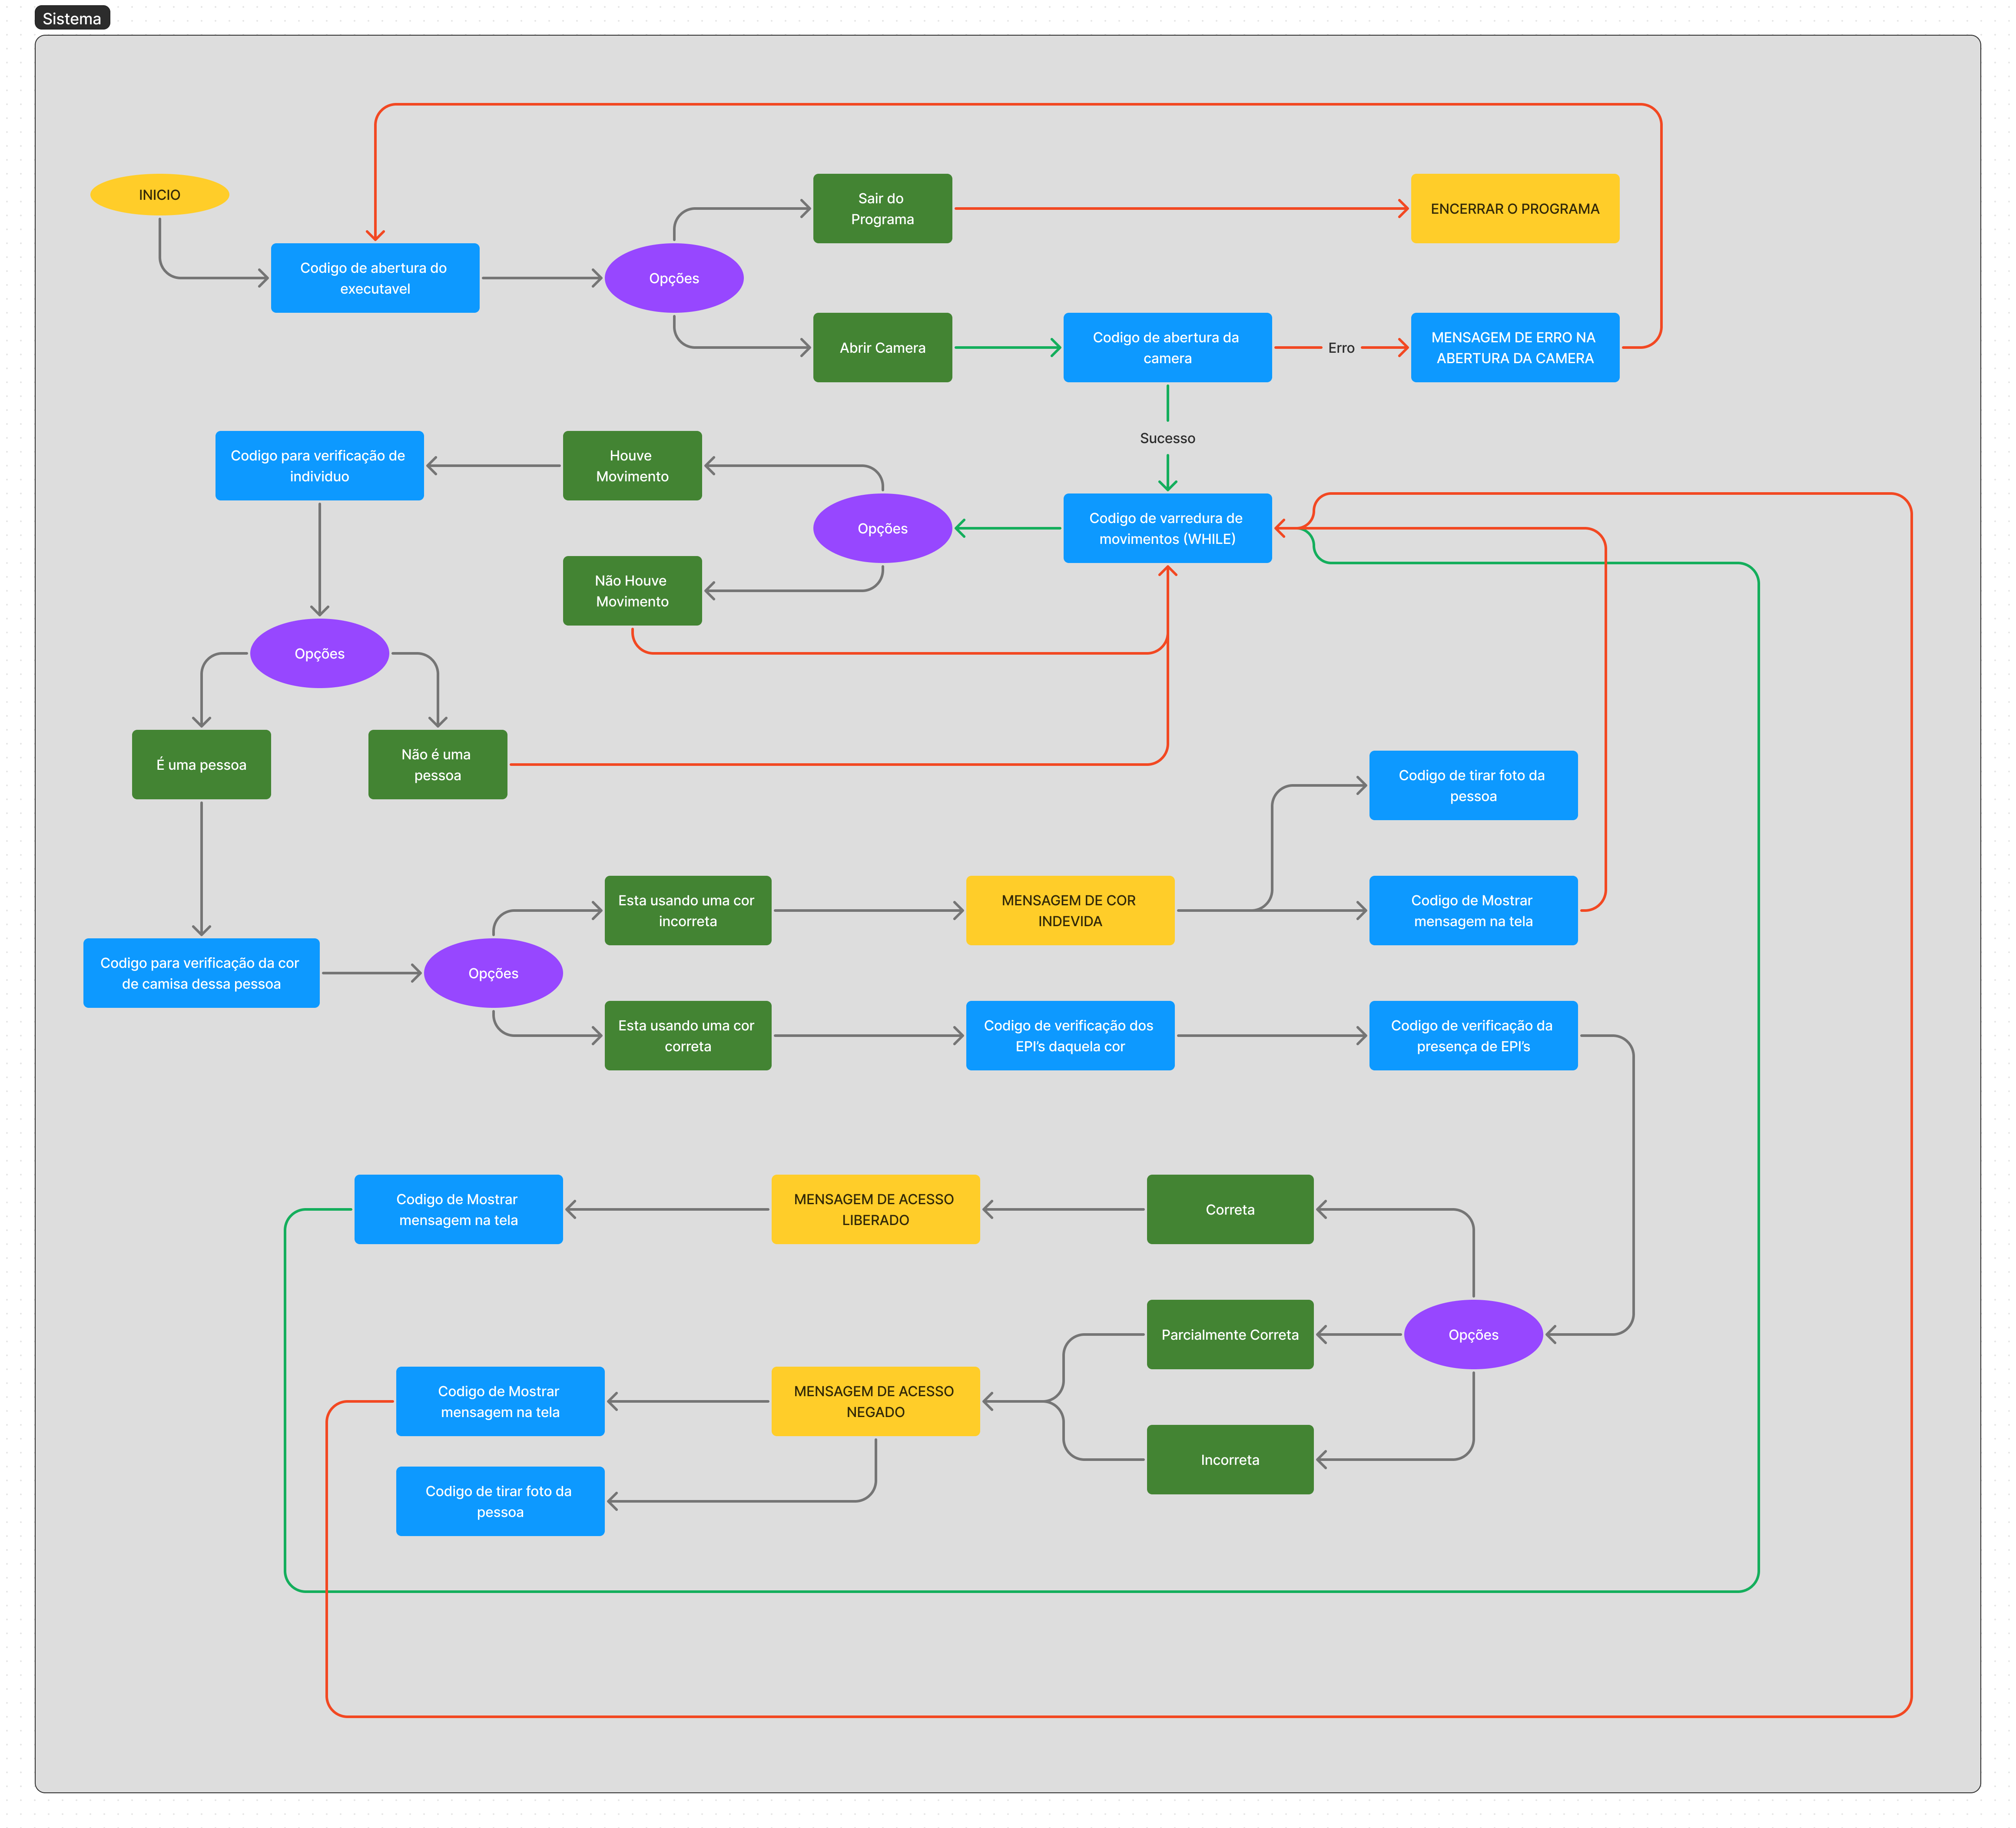 Sistema
INICIO
Sair do
Programa
ENCERRAR O PROGRAMA
Codigo de abertura do
executavel
Opções
Abrir Camera
Codigo de abertura da
camera
Erro
MENSAGEM DE ERRO NA
ABERTURA DA CAMERA
Sucesso
Codigo para verificação de
individuo
Houve
Movimento
Opções
Codigo de varredura de
movimentos (WHILE)
Não Houve
Movimento
Opções
É uma pessoa
Não é uma
pessoa
Codigo de tirar foto da
pessoa
Esta usando uma cor
incorreta
MENSAGEM DE COR
INDEVIDA
Codigo de Mostrar
mensagem na tela
Codigo para verificação da cor
de camisa dessa pessoa
Opções
Esta usando uma cor
correta
Codigo de verificação dos
EPI’s daquela cor
Codigo de verificação da
presença de EPI’s
Codigo de Mostrar
mensagem na tela
MENSAGEM DE ACESSO
LIBERADO
Correta
Parcialmente Correta
Opções
Codigo de Mostrar
mensagem na tela
MENSAGEM DE ACESSO
NEGADO
Incorreta
Codigo de tirar foto da
pessoa